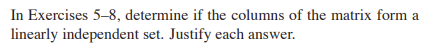 In Exercises 5–8, determine if the columns of the matrix form a
linearly independent set. Justify each answer.